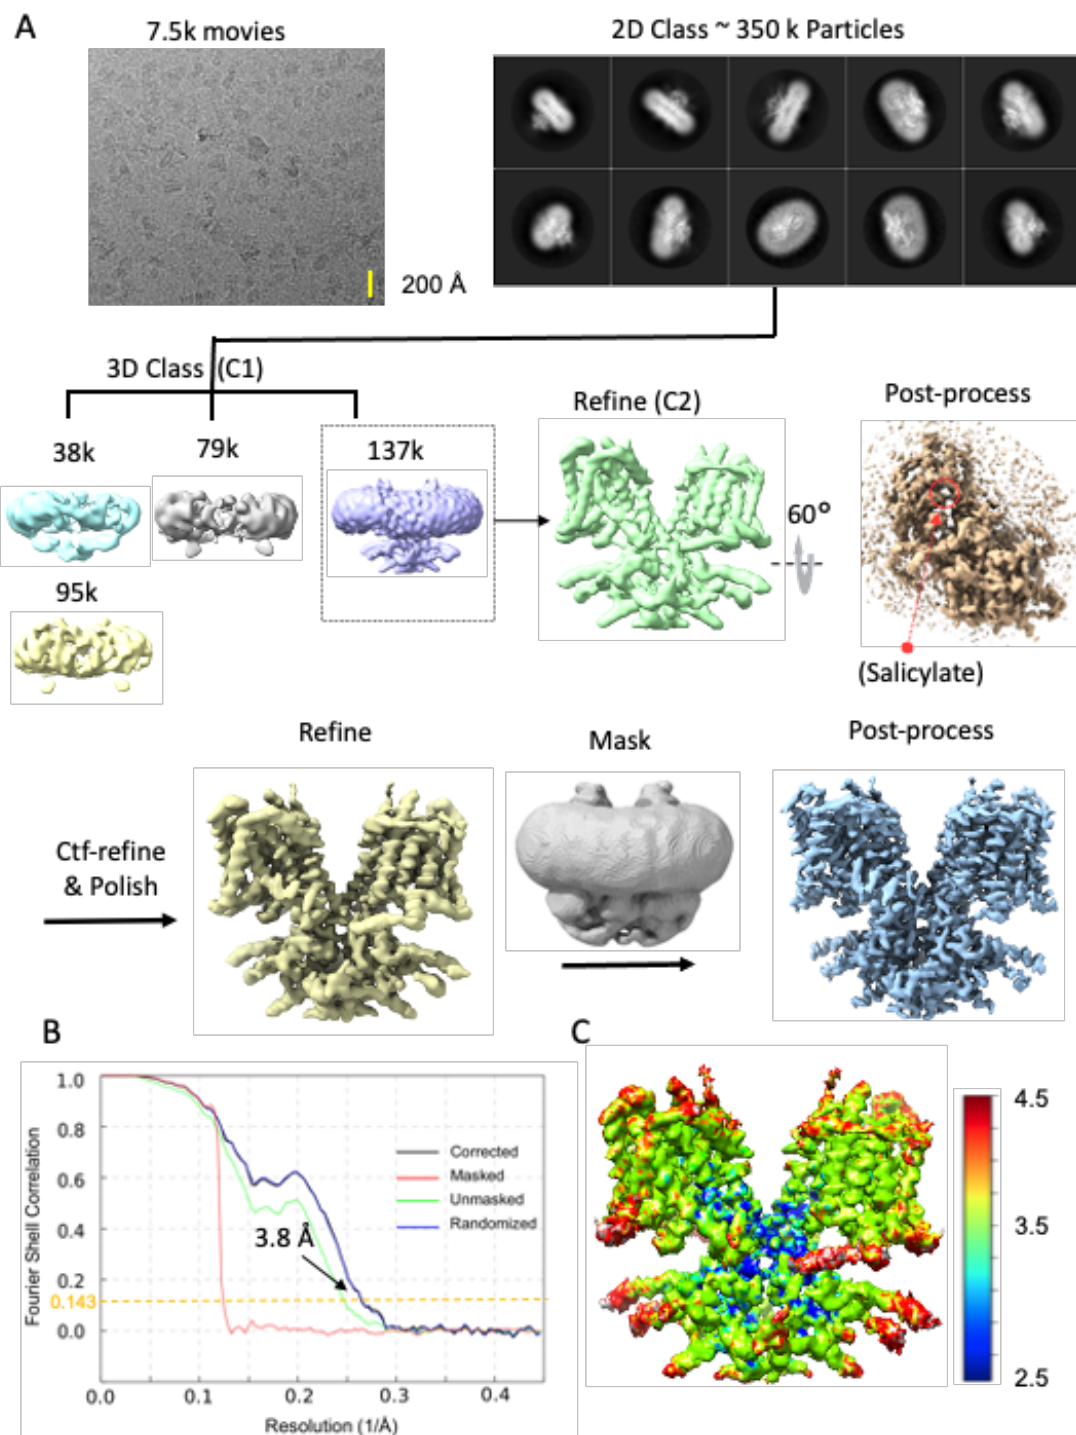 A
7.5k movies
2D Class ~ 350 k Particles
200 Å
3D Class (C1)
38k
79k
137k
95k
Refine (C2)
60°
Post-process
(Salicylate)
Ctf-refine
& Polish
Refine
Mask
Post-process
B
Fourier Shell Correlation
1.0
0.8
0.6
0.4
0.2
0.143
0.0
Corrected
Masked
Unmasked
Randomized
3.8 Å
0.0
0.1
0.2
0.3
0.4
Resolution (1/Å)
C
4.5
3.5
2.5